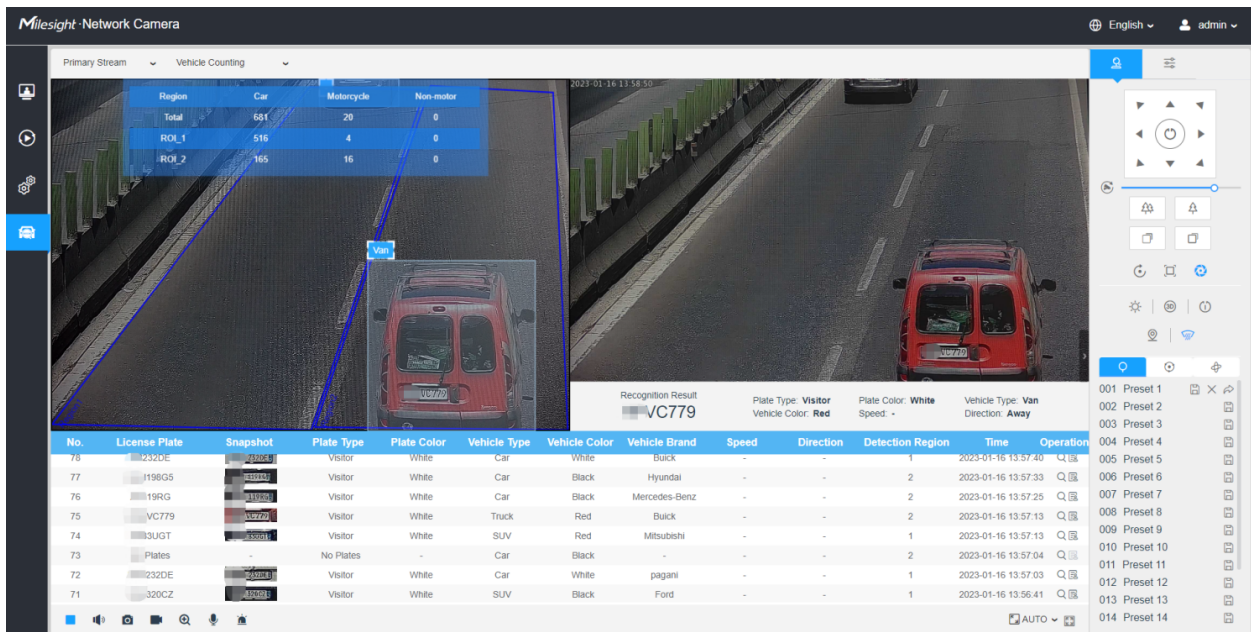 Milesight·Network Camera
English
admin
Primary Stream
Vehicle Counting
Region Car Motorcycle Non-motor
Total 681 20 0
ROI_1 516 4 0
ROI_2 165 16 0
Van
VC779
2023-01-16 13:58:50
VC779
Recognition Result
VC779
Plate Type: Visitor
Plate Color: White
Vehicle Type: Van
Vehicle Color: Red
Speed: -
Direction: Away
No. License Plate Snapshot Plate Type Plate Color Vehicle Type Vehicle Color Vehicle Brand Speed Direction Detection Region Time Operation
78 232DE Visitor White Car White Buick - - 1 2023-01-16 13:57:40
77 198G5 Visitor White Car Black Hyundai - - 2 2023-01-16 13:57:33
76 19RG Visitor White Car Black Mercedes-Benz - - 2 2023-01-16 13:57:25
75 VC779 Visitor White Truck Red Buick - - 2 2023-01-16 13:57:13
74 3UGT Visitor White SUV Red Mitsubishi - - 1 2023-01-16 13:57:13
73 Plates - No Plates - Car Black - - - 2 2023-01-16 13:57:04
72 232DE Visitor White Car White pagani - - 1 2023-01-16 13:57:03
71 320CZ Visitor White SUV Black Ford - - 1 2023-01-16 13:56:41
AUTO
3D
001 Preset 1
002 Preset 2
003 Preset 3
004 Preset 4
005 Preset 5
006 Preset 6
007 Preset 7
008 Preset 8
009 Preset 9
010 Preset 10
011 Preset 11
012 Preset 12
013 Preset 13
014 Preset 14